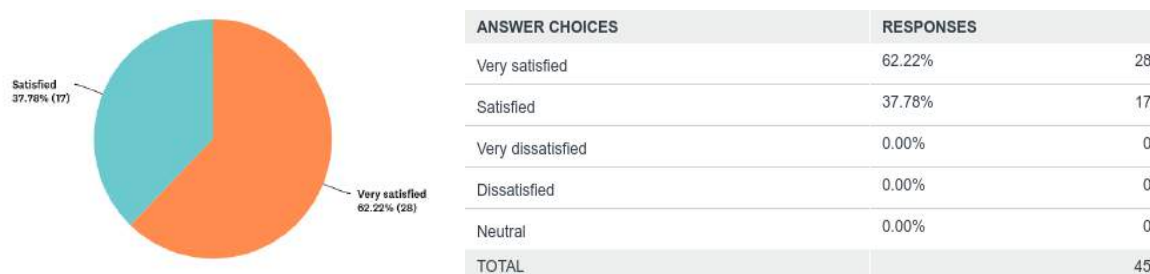 Satisfied
37.78% (17)
Very satisfied
62.22% (28)
ANSWER CHOICES RESPONSES
Very satisfied 62.22% 28
Satisfied 37.78% 17
Very dissatisfied 0.00% 0
Dissatisfied 0.00% 0
Neutral 0.00% 0
TOTAL 45